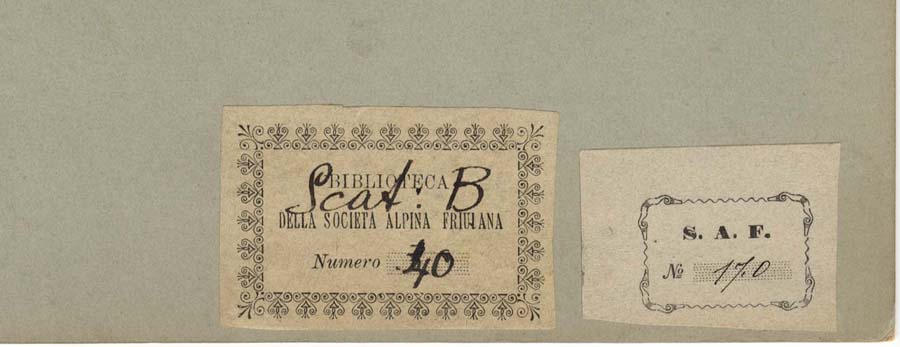 BIBLIOTECA
Scat: B
DELLA SOCIETÀ ALPINA FRIULANA
Numero 40
S. A. F.
№ 170